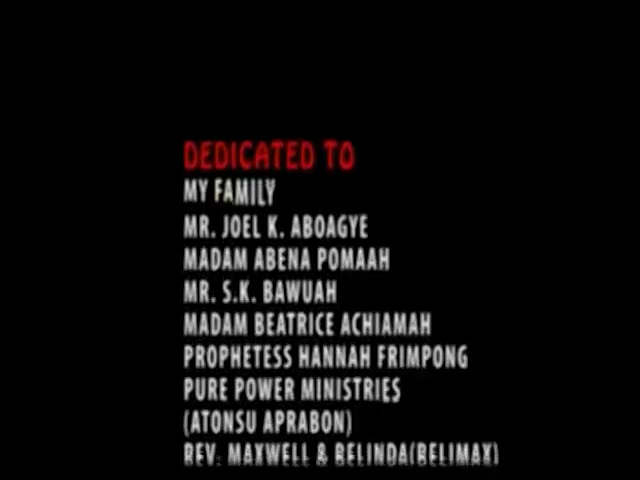 DEDICATED TO
MY FAMILY
MR. JOEL K. ABOAGYE
MADAM ABENA POMAAH
MR. S.K. BAWUAH
MADAM BEATRICE ACHIAMAH
PROPHETESS HANNAH FRIMPONG
PURE POWER MINISTRIES
(ATONSU APRABON)
REV. MAXWELL & BELINDA(BELIMAX)